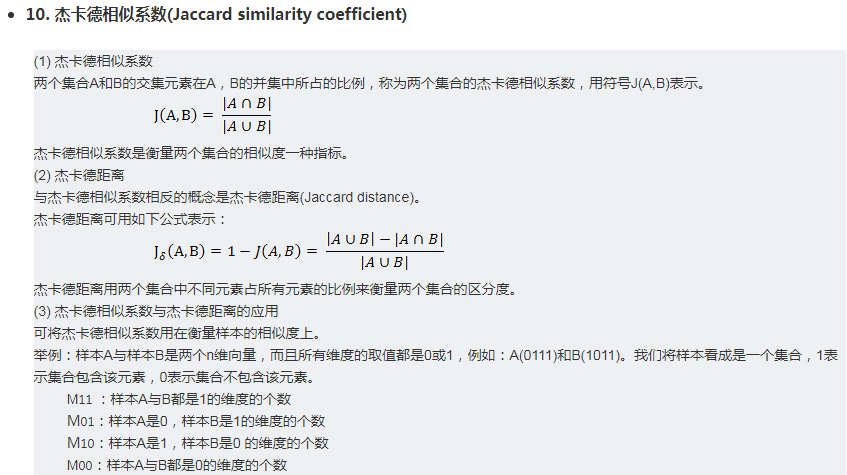 10. 杰卡德相似系数(Jaccard similarity coefficient)
(1) 杰卡德相似系数
两个集合A和B的交集元素在A，B的并集中所占的比例，称为两个集合的杰卡德相似系数，用符号J(A,B)表示。
J(A,B) = |A ∩ B| / |A ∪ B|
杰卡德相似系数是衡量两个集合的相似度一种指标。
(2) 杰卡德距离
与杰卡德相似系数相反的概念是杰卡德距离(Jaccard distance)。
杰卡德距离可用如下公式表示：
J_δ(A,B) = 1 − J(A,B) = (|A ∪ B| − |A ∩ B|) / |A ∪ B|
杰卡德距离用两个集合中不同元素占所有元素的比例来衡量两个集合的区分度。
(3) 杰卡德相似系数与杰卡德距离的应用
可将杰卡德相似系数用在衡量样本的相似度上。
举例：样本A与样本B是两个n维向量，而且所有维度的取值都是0或1，例如：A(0111)和B(1011)。我们将样本看成是一个集合，1表
示集合包含该元素，0表示集合不包含该元素。
M11 ：样本A与B都是1的维度的个数
M01：样本A是0，样本B是1的维度的个数
M10：样本A是1，样本B是0 的维度的个数
M00：样本A与B都是0的维度的个数